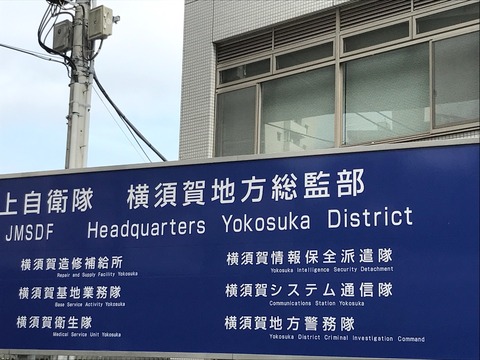 上自衛隊 横須賀地方総監部
JMSDF Headquarters Yokosuka District
横須賀造修補給所
Repair and Supply Facility Yokosuka
横須賀基地業務隊
Base Service Activity Yokosuka
横須賀衛生隊
Medical Service Unit Yokosuka
横須賀情報保全派遣隊
Yokosuka Intelligence Security Detachment
横須賀システム通信隊
Communications Station Yokosuka
横須賀地方警務隊
Yokosuka District Criminal Investigation Command